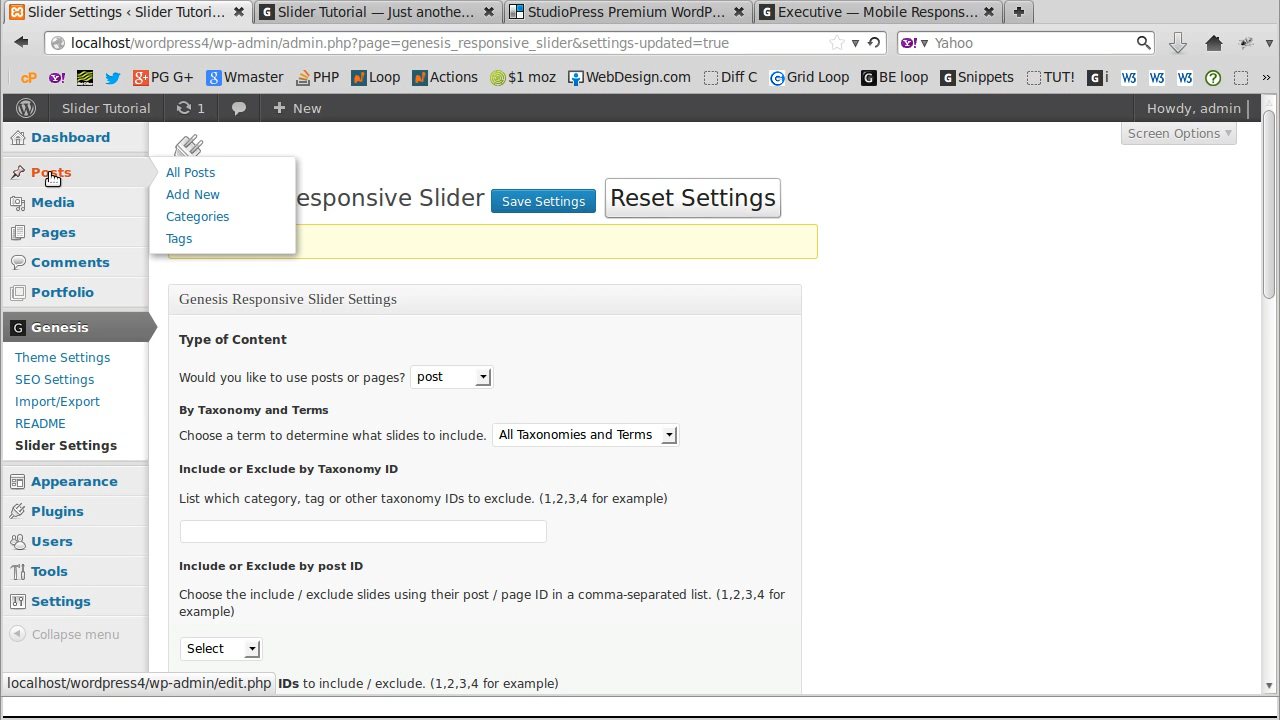 Slider Settings ‹ Slider Tutori...
Slider Tutorial — Just anothe...
StudioPress Premium WordP...
Executive — Mobile Respons...
localhost/wordpress4/wp-admin/admin.php?page=genesis_responsive_slider&settings-updated=true
Yahoo
cP
PG G+
Wmaster
PHP
Loop
Actions
$1 moz
WebDesign.com
Diff C
Grid Loop
BE loop
Snippets
TUT!
i
Slider Tutorial
1
New
Howdy, admin
Dashboard
Screen Options
Posts
All Posts
Add New
Categories
Tags
Media
Pages
Comments
Portfolio
Genesis
Theme Settings
SEO Settings
Import/Export
README
Slider Settings
Appearance
Plugins
Users
Tools
Settings
Collapse menu
esponsive Slider
Save Settings
Reset Settings
Genesis Responsive Slider Settings
Type of Content
Would you like to use posts or pages? post
By Taxonomy and Terms
Choose a term to determine what slides to include. All Taxonomies and Terms
Include or Exclude by Taxonomy ID
List which category, tag or other taxonomy IDs to exclude. (1,2,3,4 for example)
Include or Exclude by post ID
Choose the include / exclude slides using their post / page ID in a comma-separated list. (1,2,3,4 for
example)
Select
IDs to include / exclude. (1,2,3,4 for example)
localhost/wordpress4/wp-admin/edit.php